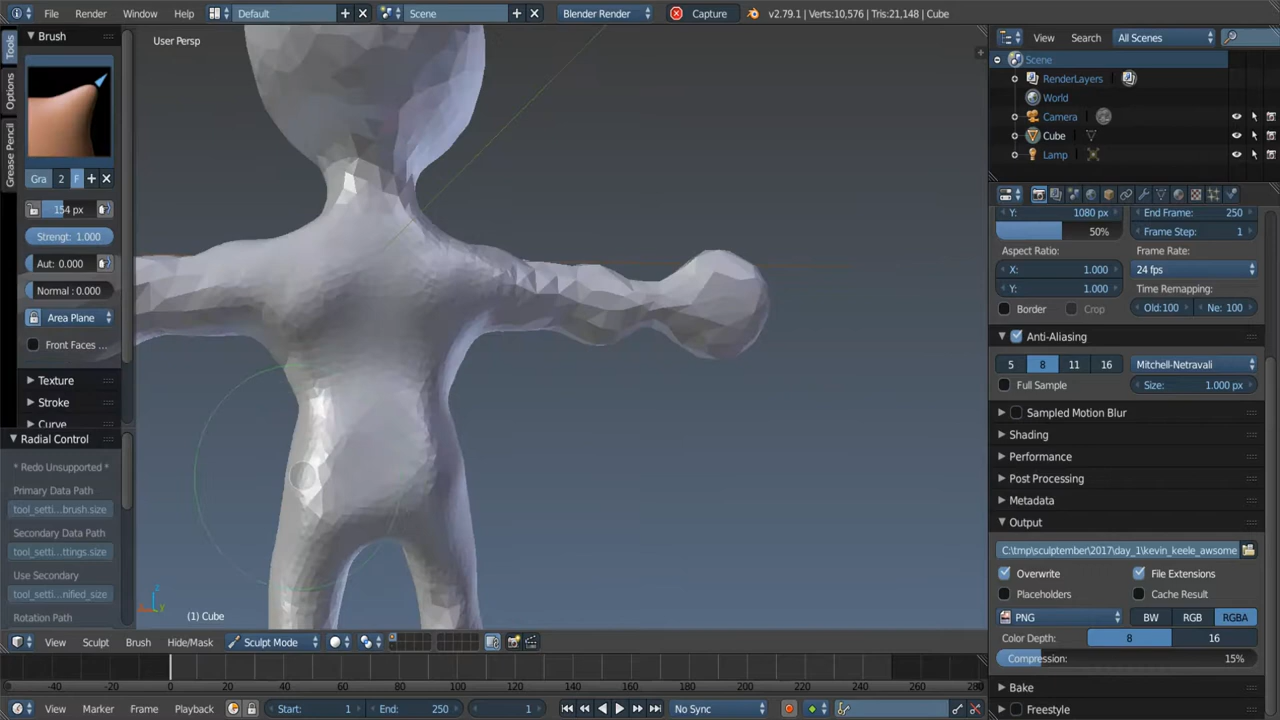 File Render Window Help Default Scene Blender Render Capture v2.79.1 | Verts:10,576 | Tris:21,148 | Cube
Brush
User Persp
View Search All Scenes
Scene
RenderLayers
World
Camera
Cube
Lamp
Tools
Options
Grease Pencil
Gra 2 F
154 px
Strengt: 1.000
Aut: 0.000
Normal : 0.000
Area Plane
Front Faces ...
Texture
Stroke
Curve
Radial Control
* Redo Unsupported *
Primary Data Path
tool_setti...brush.size
Secondary Data Path
tool_setti...ttings.size
Use Secondary
tool_setti...nified_size
Rotation Path
(1) Cube
z
y
Y: 1080 px End Frame: 250
50% Frame Step: 1
Aspect Ratio: Frame Rate:
X: 1.000 24 fps
Y: 1.000 Time Remapping:
Border Crop Old:100 Ne: 100
Anti-Aliasing
5 8 11 16 Mitchell-Netravali
Full Sample Size: 1.000 px
Sampled Motion Blur
Shading
Performance
Post Processing
Metadata
Output
C:\tmp\sculptember\2017\day_1\kevin_keele_awsome
Overwrite File Extensions
Placeholders Cache Result
PNG BW RGB RGBA
Color Depth: 8 16
Compression: 15%
Bake
Freestyle
View Sculpt Brush Hide/Mask Sculpt Mode
-40 -20 0 20 40 60 80 100 120 140 160 180 200 220 240 260 280
View Marker Frame Playback Start: 1 End: 250 1 No Sync